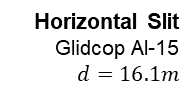 Horizontal Slit
Glidcop Al-15
d = 16.1m